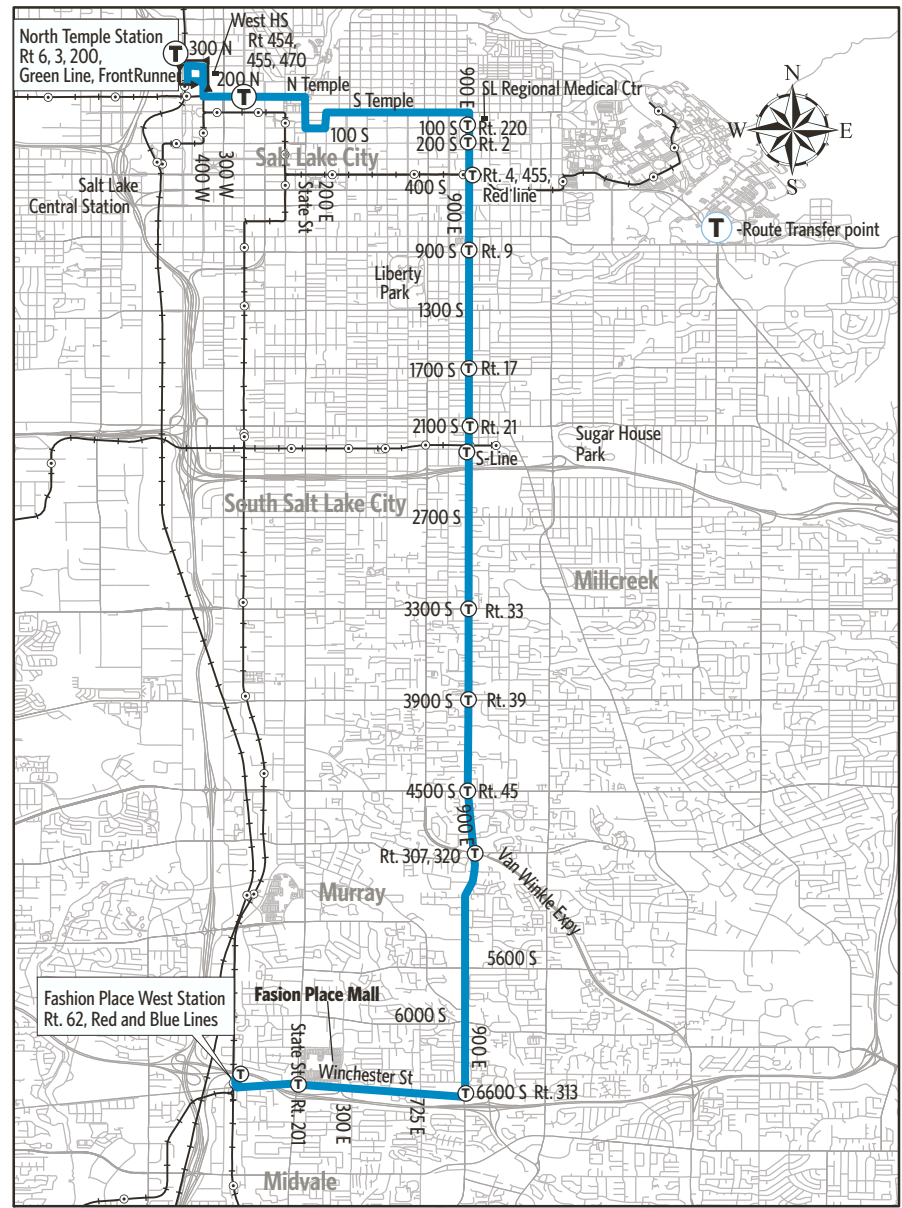 North Temple Station
Rt 6, 3, 200,
Green Line, FrontRunner
T
300 N
200 N
West HS
Rt 454,
455, 470
T
N Temple
S Temple
900 E
SL Regional Medical Ctr
100 S
100 S
T
Rt. 220
200 S
T
Rt. 2
Salt Lake City
400 W
300 W
State St
200 E
400 S
T
Rt. 4, 455,
Red line
Salt Lake
Central Station
900 E
N
W
E
S
T
-Route Transfer point
900 S
T
Rt. 9
Liberty
Park
1300 S
1700 S
T
Rt. 17
2100 S
T
Rt. 21
T
S-Line
Sugar House
Park
South Salt Lake City
2700 S
Millcreek
3300 S
T
Rt. 33
3900 S
T
Rt. 39
4500 S
T
Rt. 45
900 E
Rt. 307, 320
T
Van Winkle Expy
Murray
5600 S
Fashion Place West Station
Rt. 62, Red and Blue Lines
Fasion Place Mall
6000 S
900 E
State St
T
T
Rt. 201
Winchester St
300 E
725 E
T
6600 S Rt. 313
Midvale